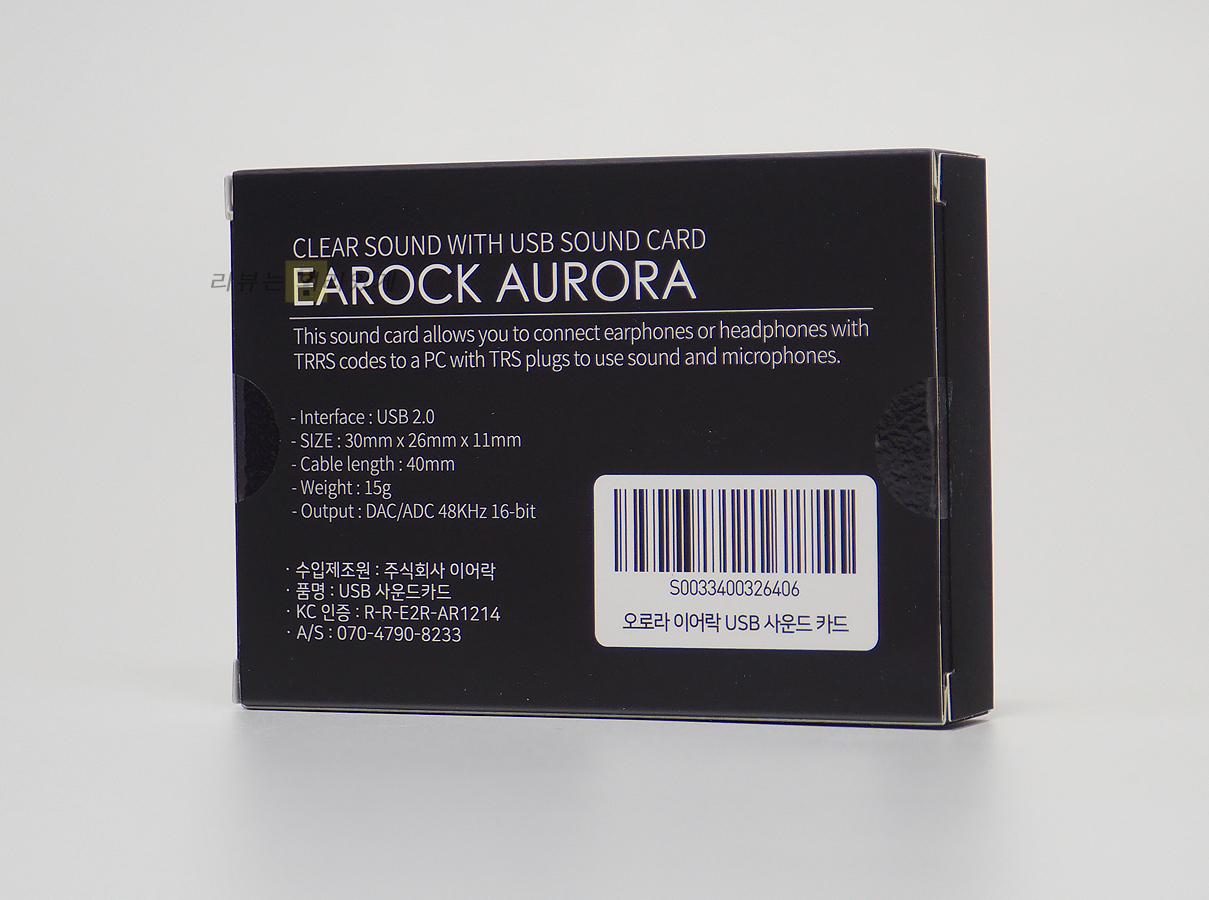 CLEAR SOUND WITH USB SOUND CARD
EAROCK AURORA
리뷰는
This sound card allows you to connect earphones or headphones with
TRRS codes to a PC with TRS plugs to use sound and microphones.
- Interface : USB 2.0
- SIZE : 30mm x 26mm x 11mm
- Cable length : 40mm
- Weight : 15g
- Output : DAC/ADC 48KHz 16-bit
· 수입제조원 : 주식회사 이어락
· 품명 : USB 사운드카드
· KC 인증 : R-R-E2R-AR1214
· A/S : 070-4790-8233
S0033400326406
오로라 이어락 USB 사운드 카드